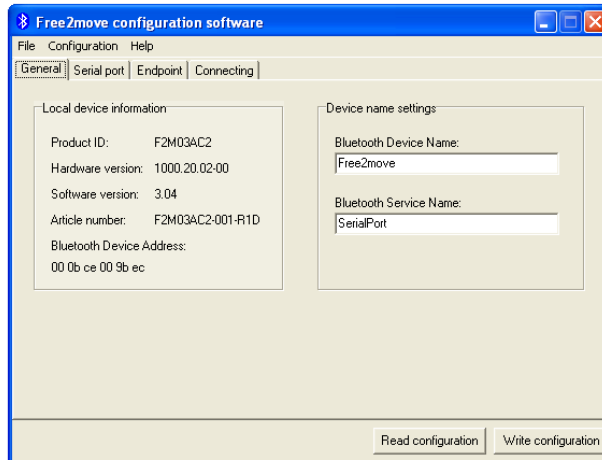 Free2move configuration software
File Configuration Help
General Serial port Endpoint Connecting
Local device information
Product ID: F2M03AC2
Hardware version: 1000.20.02-00
Software version: 3.04
Article number: F2M03AC2-001-R1D
Bluetooth Device Address:
00 0b ce 00 9b ec
Device name settings
Bluetooth Device Name:
Free2move
Bluetooth Service Name:
SerialPort
Read configuration Write configuration